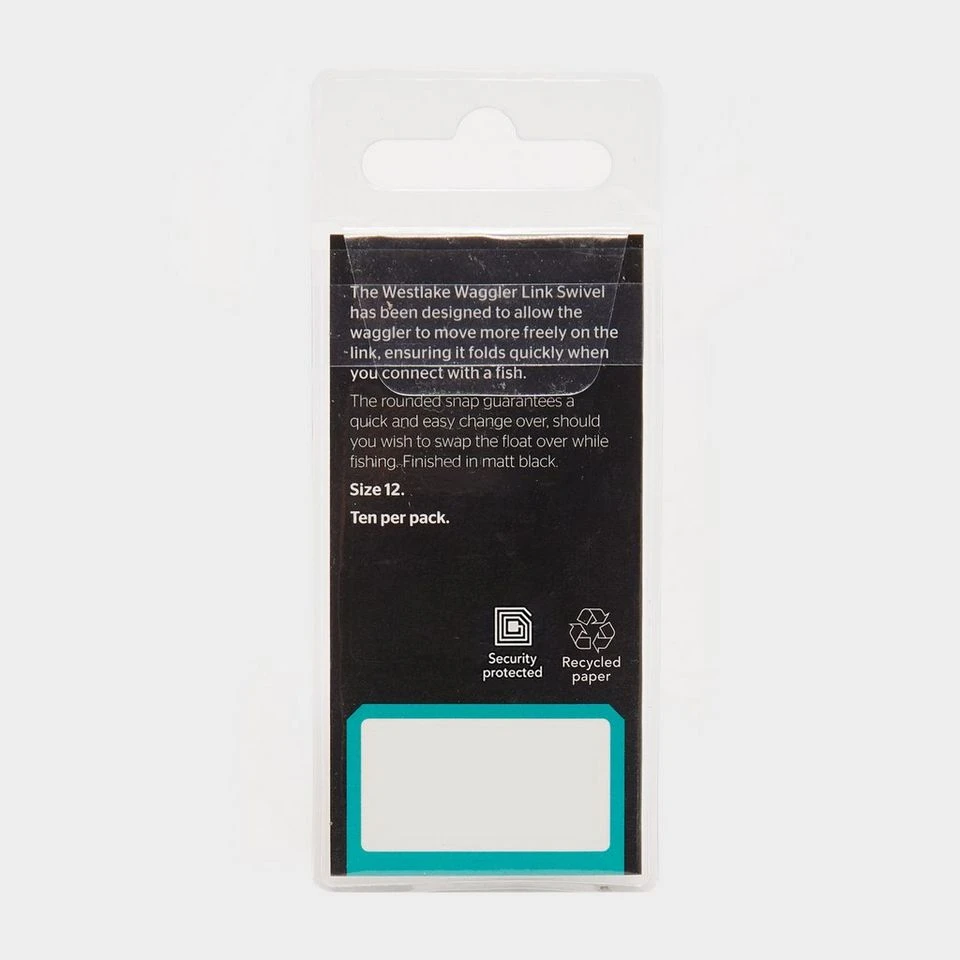 The Westlake Waggler Link Swivel
has been designed to allow the
waggler to move more freely on the
link, ensuring it folds quickly when
you connect with a fish.
The rounded snap guarantees a
quick and easy change over, should
you wish to swap the float over while
fishing. Finished in matt black.
Size 12.
Ten per pack.
Security
protected
Recycled
paper